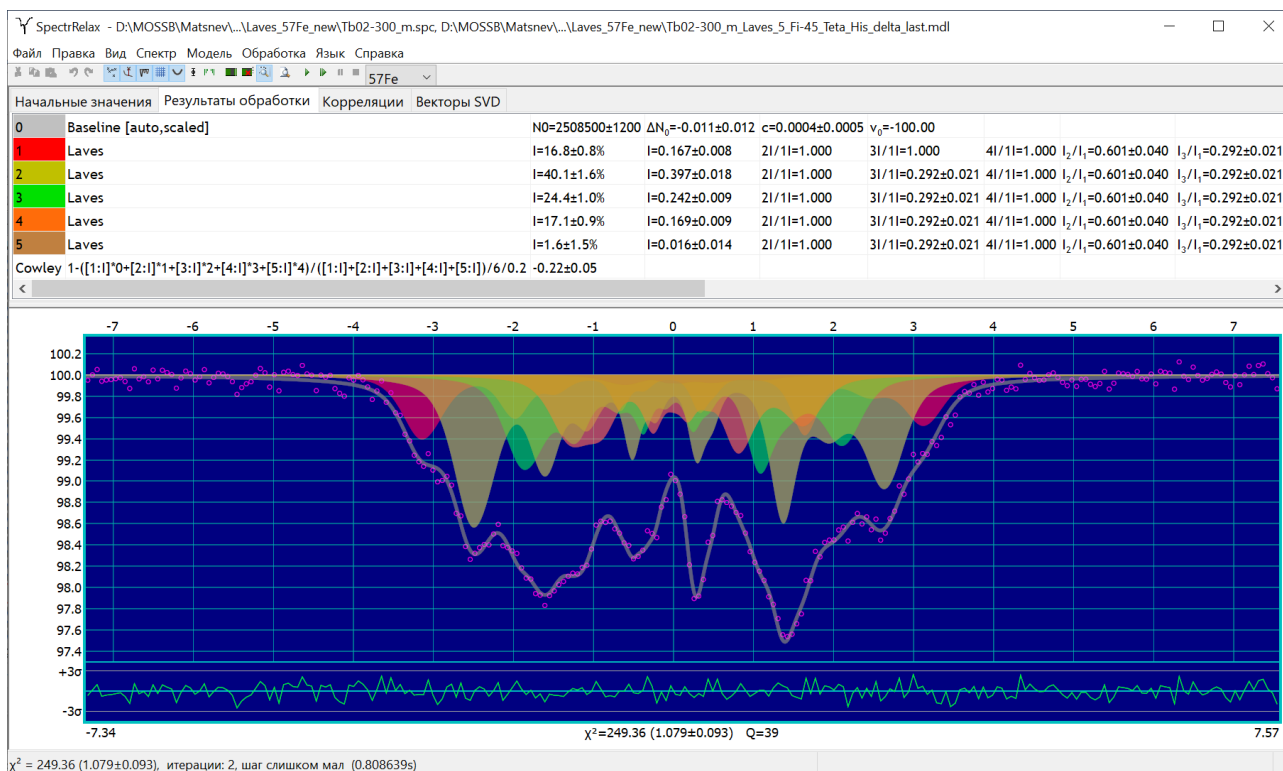 SpectrRelax - D:\MOSSB\Matsnev\...\Laves_57Fe_new\Tb02-300_m.spc, D:\MOSSB\Matsnev\...\Laves_57Fe_new\Tb02-300_m_Laves_5_Fi-45_Teta_His_delta_last.mdl
Файл Правка Вид Спектр Модель Обработка Язык Справка
57Fe
Начальные значения Результаты обработки Корреляции Векторы SVD
0 Baseline [auto,scaled] N0=2508500±1200 ΔN₀=-0.011±0.012 c=0.0004±0.0005 v₀=-100.00
1 Laves I=16.8±0.8% I=0.167±0.008 2I/1I=1.000 3I/1I=1.000 4I/1I=1.000 I₂/I₁=0.601±0.040 I₃/I₁=0.292±0.021
2 Laves I=40.1±1.6% I=0.397±0.018 2I/1I=1.000 3I/1I=0.292±0.021 4I/1I=1.000 I₂/I₁=0.601±0.040 I₃/I₁=0.292±0.021
3 Laves I=24.4±1.0% I=0.242±0.009 2I/1I=1.000 3I/1I=0.292±0.021 4I/1I=1.000 I₂/I₁=0.601±0.040 I₃/I₁=0.292±0.021
4 Laves I=17.1±0.9% I=0.169±0.009 2I/1I=1.000 3I/1I=0.292±0.021 4I/1I=1.000 I₂/I₁=0.601±0.040 I₃/I₁=0.292±0.021
5 Laves I=1.6±1.5% I=0.016±0.014 2I/1I=1.000 3I/1I=0.292±0.021 4I/1I=1.000 I₂/I₁=0.601±0.040 I₃/I₁=0.292±0.021
Cowley 1-([1:I]*0+[2:I]*1+[3:I]*2+[4:I]*3+[5:I]*4)/([1:I]+[2:I]+[3:I]+[4:I]+[5:I])/6/0.2 -0.22±0.05
-7 -6 -5 -4 -3 -2 -1 0 1 2 3 4 5 6 7
100.2
100.0
99.8
99.6
99.4
99.2
99.0
98.8
98.6
98.4
98.2
98.0
97.8
97.6
97.4
+3σ
-3σ
-7.34 χ²=249.36 (1.079±0.093) Q=39 7.57
χ² = 249.36 (1.079±0.093), итерации: 2, шаг слишком мал (0.808639s)